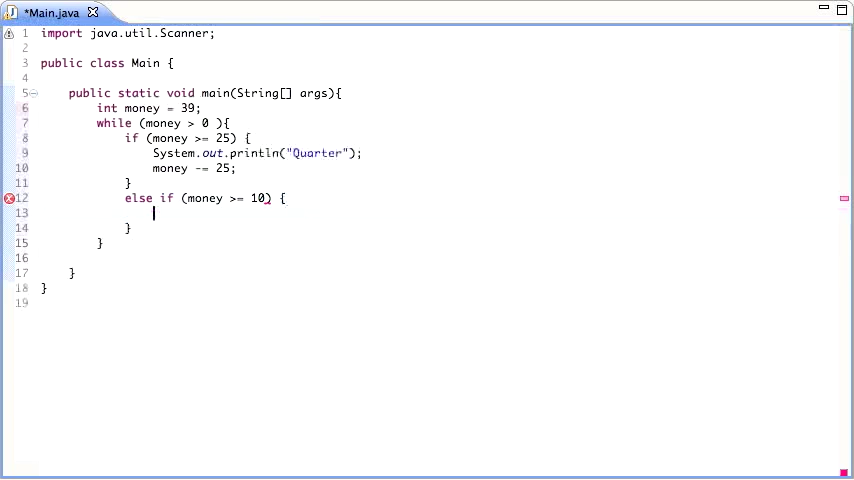 *Main.java
1 import java.util.Scanner;
2
3 public class Main {
4
5 public static void main(String[] args){
6 int money = 39;
7 while (money > 0 ){
8 if (money >= 25) {
9 System.out.println("Quarter");
10 money -= 25;
11 }
12 else if (money >= 10) {
13
14 }
15 }
16
17 }
18 }
19